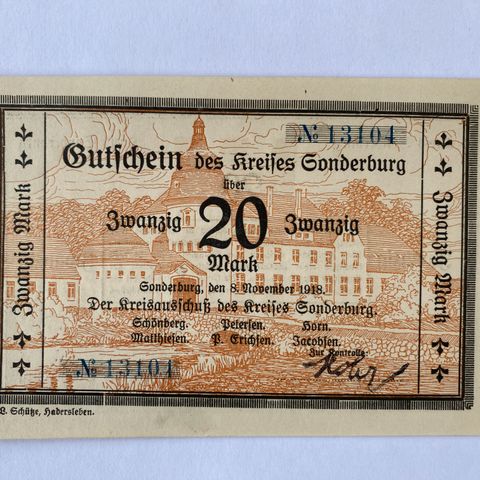 № 13104
Gutschein des Kreises Sonderburg
über
Zwanzig 20 Zwanzig
Mark
Sonderburg, den 8. November 1918.
Der Kreisausschuß des Kreises Sonderburg.
Schönberg. Petersen. Horn.
Matthiesen. P. Erichsen. Jacobsen.
Zur Kontrolle:
№ 13104
Zwanzig Mark
Zwanzig Mark
L. Schütze, Hadersleben.